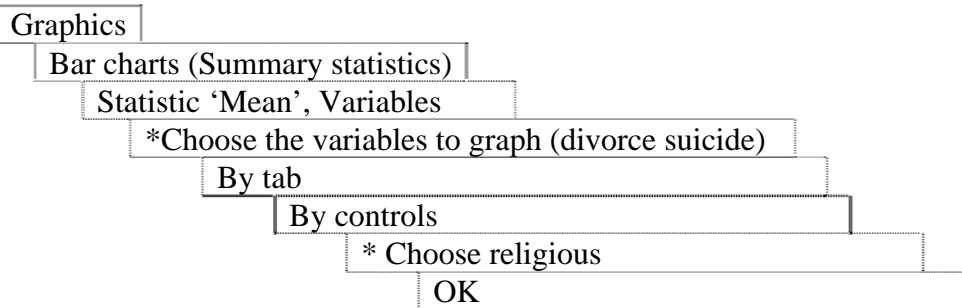 Graphics
Bar charts (Summary statistics)
Statistic ‘Mean’, Variables
*Choose the variables to graph (divorce suicide)
By tab
By controls
* Choose religious
OK